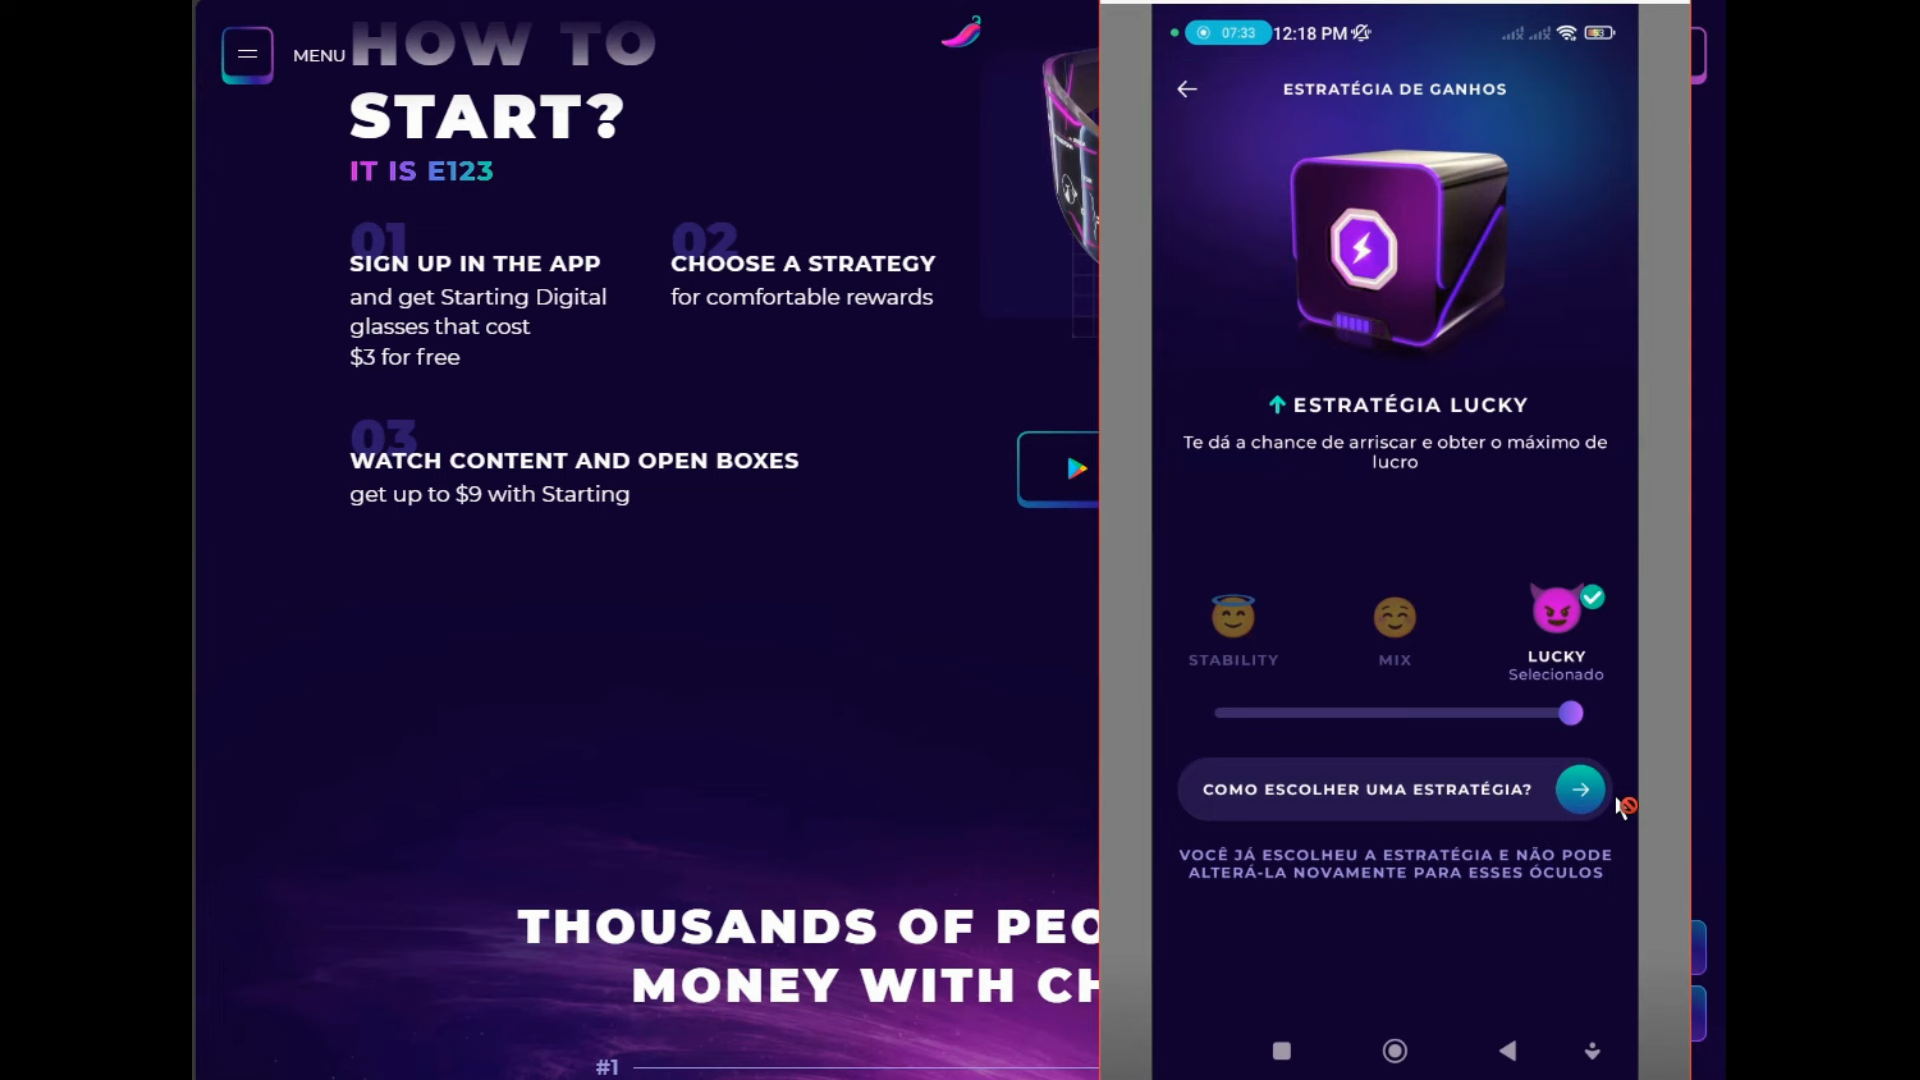 MENU
HOW TO
START?
IT IS E123
01
SIGN UP IN THE APP
and get Starting Digital
glasses that cost
$3 for free
02
CHOOSE A STRATEGY
for comfortable rewards
03
WATCH CONTENT AND OPEN BOXES
get up to $9 with Starting
THOUSANDS OF PEO
MONEY WITH CH
#1
07:33
12:18 PM
ESTRATÉGIA DE GANHOS
ESTRATÉGIA LUCKY
Te dá a chance de arriscar e obter o máximo de
lucro
STABILITY
MIX
LUCKY
Selecionado
COMO ESCOLHER UMA ESTRATÉGIA?
VOCÊ JÁ ESCOLHEU A ESTRATÉGIA E NÃO PODE
ALTERÁ-LA NOVAMENTE PARA ESSES ÓCULOS